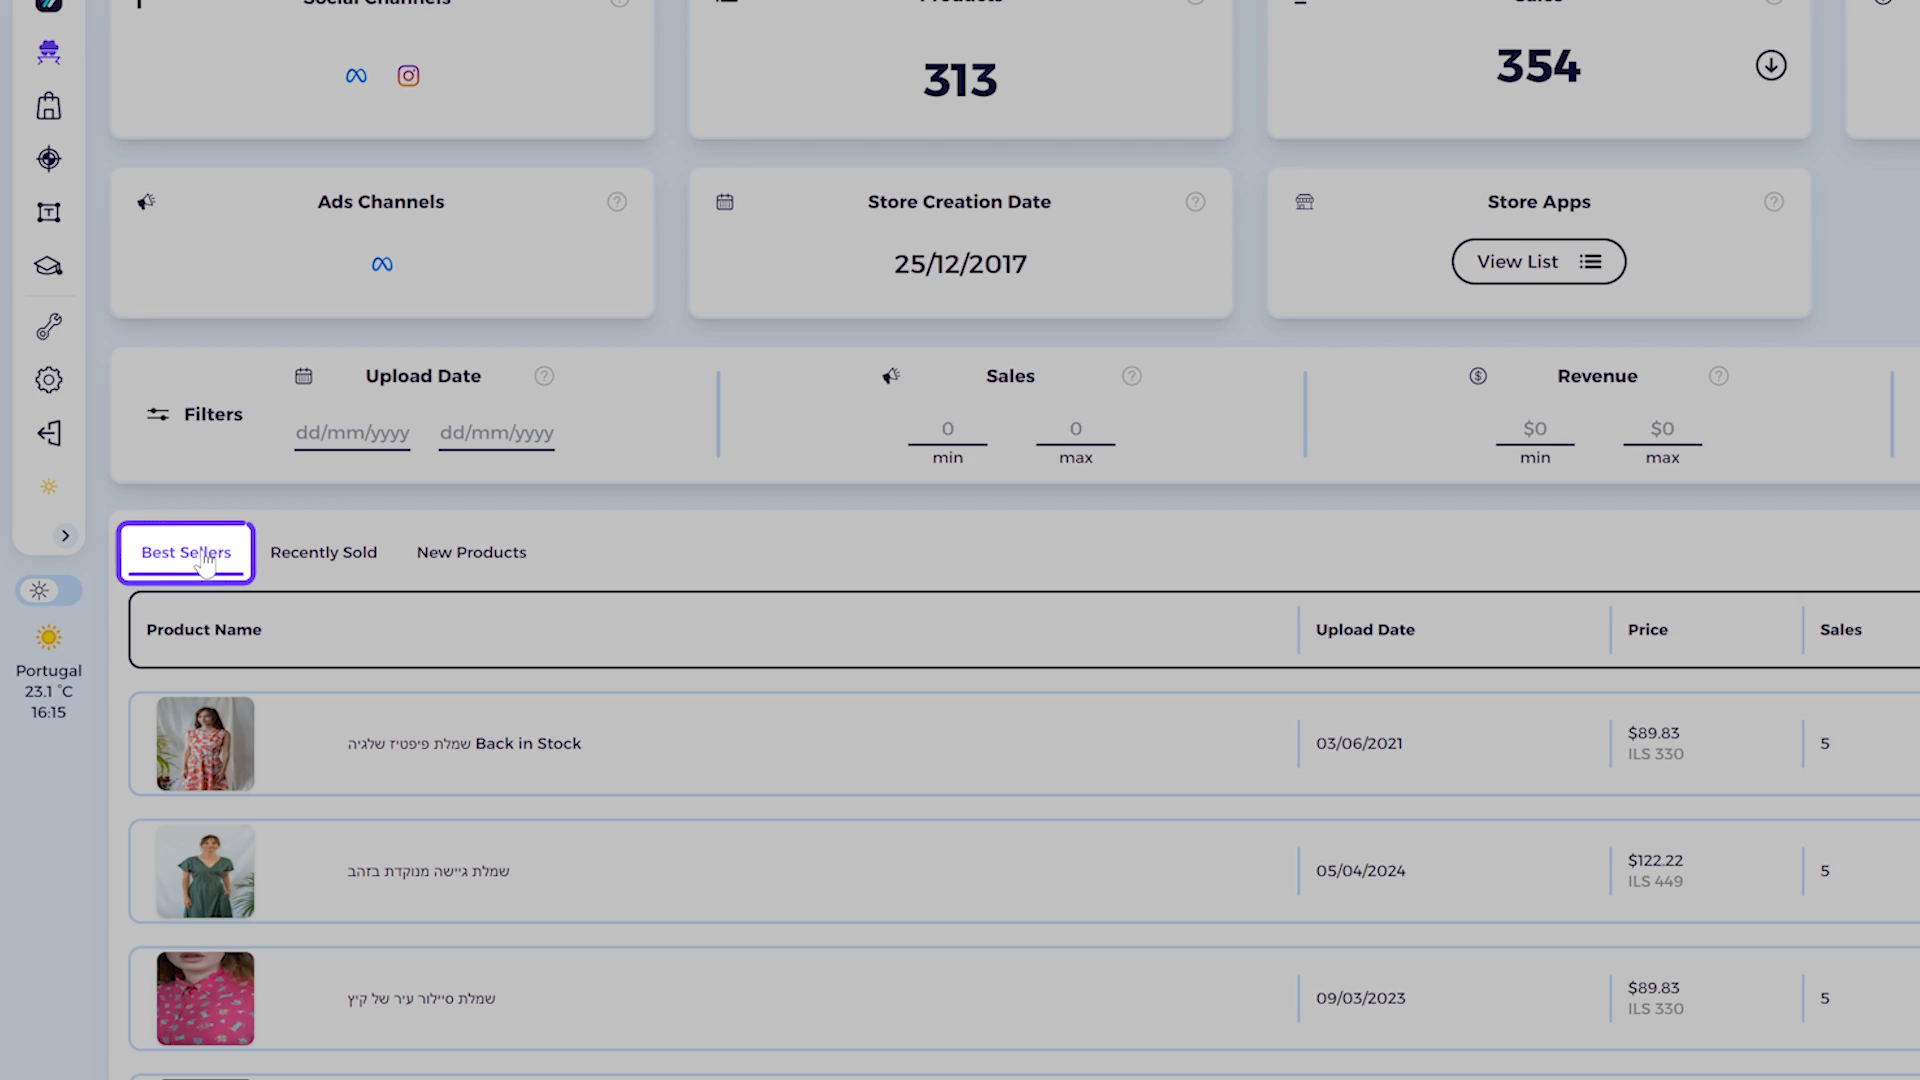 Social Channels
Products
Sales
313
354
Ads Channels
Store Creation Date
Store Apps
25/12/2017
View List
Filters
Upload Date
dd/mm/yyyy dd/mm/yyyy
Sales
0 0
min max
Revenue
$0 $0
min max
Best Sellers Recently Sold New Products
Product Name Upload Date Price Sales
שמלת פיפטיז שלגיה Back in Stock 03/06/2021 $89.83 5
ILS 330
שמלת גיישה מנוקדת בזהב 05/04/2024 $122.22 5
ILS 449
שמלת סיילור עיר של קיץ 09/03/2023 $89.83 5
ILS 330
Portugal
23.1 °C
16:15